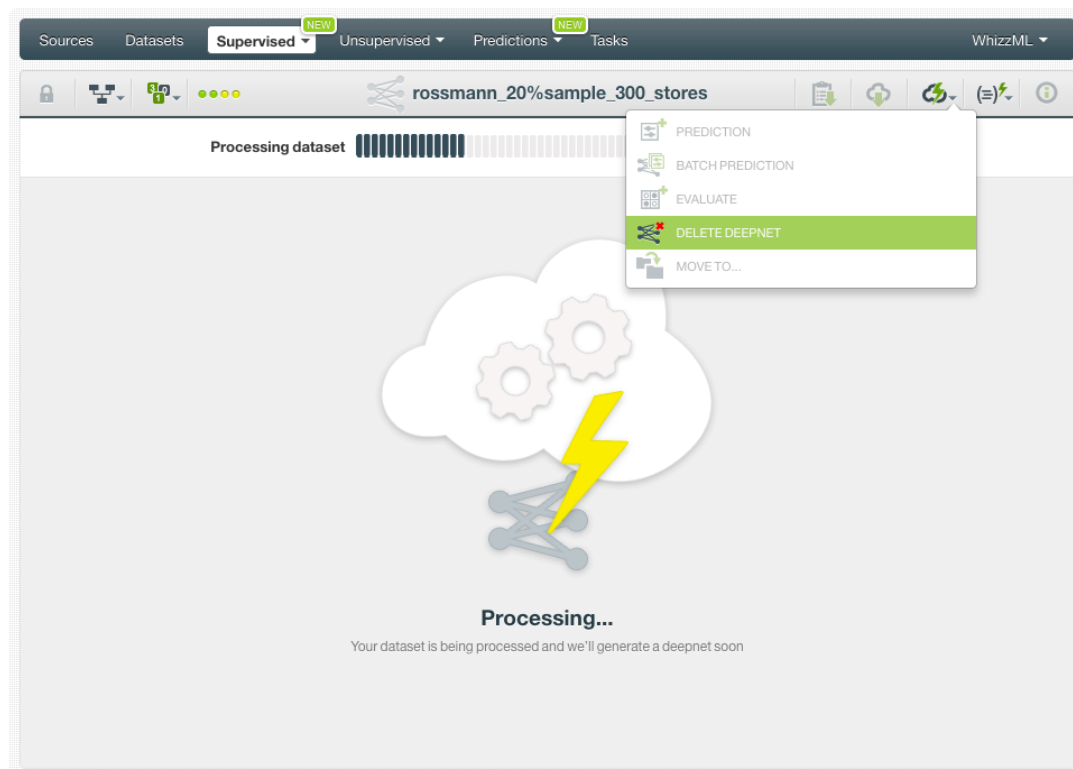 NEW NEW
Sources Datasets Supervised Unsupervised Predictions Tasks WhizzML
rossmann_20%sample_300_stores (=)
Processing dataset
PREDICTION
BATCH PREDICTION
EVALUATE
DELETE DEEPNET
MOVE TO...
Processing...
Your dataset is being processed and we'll generate a deepnet soon